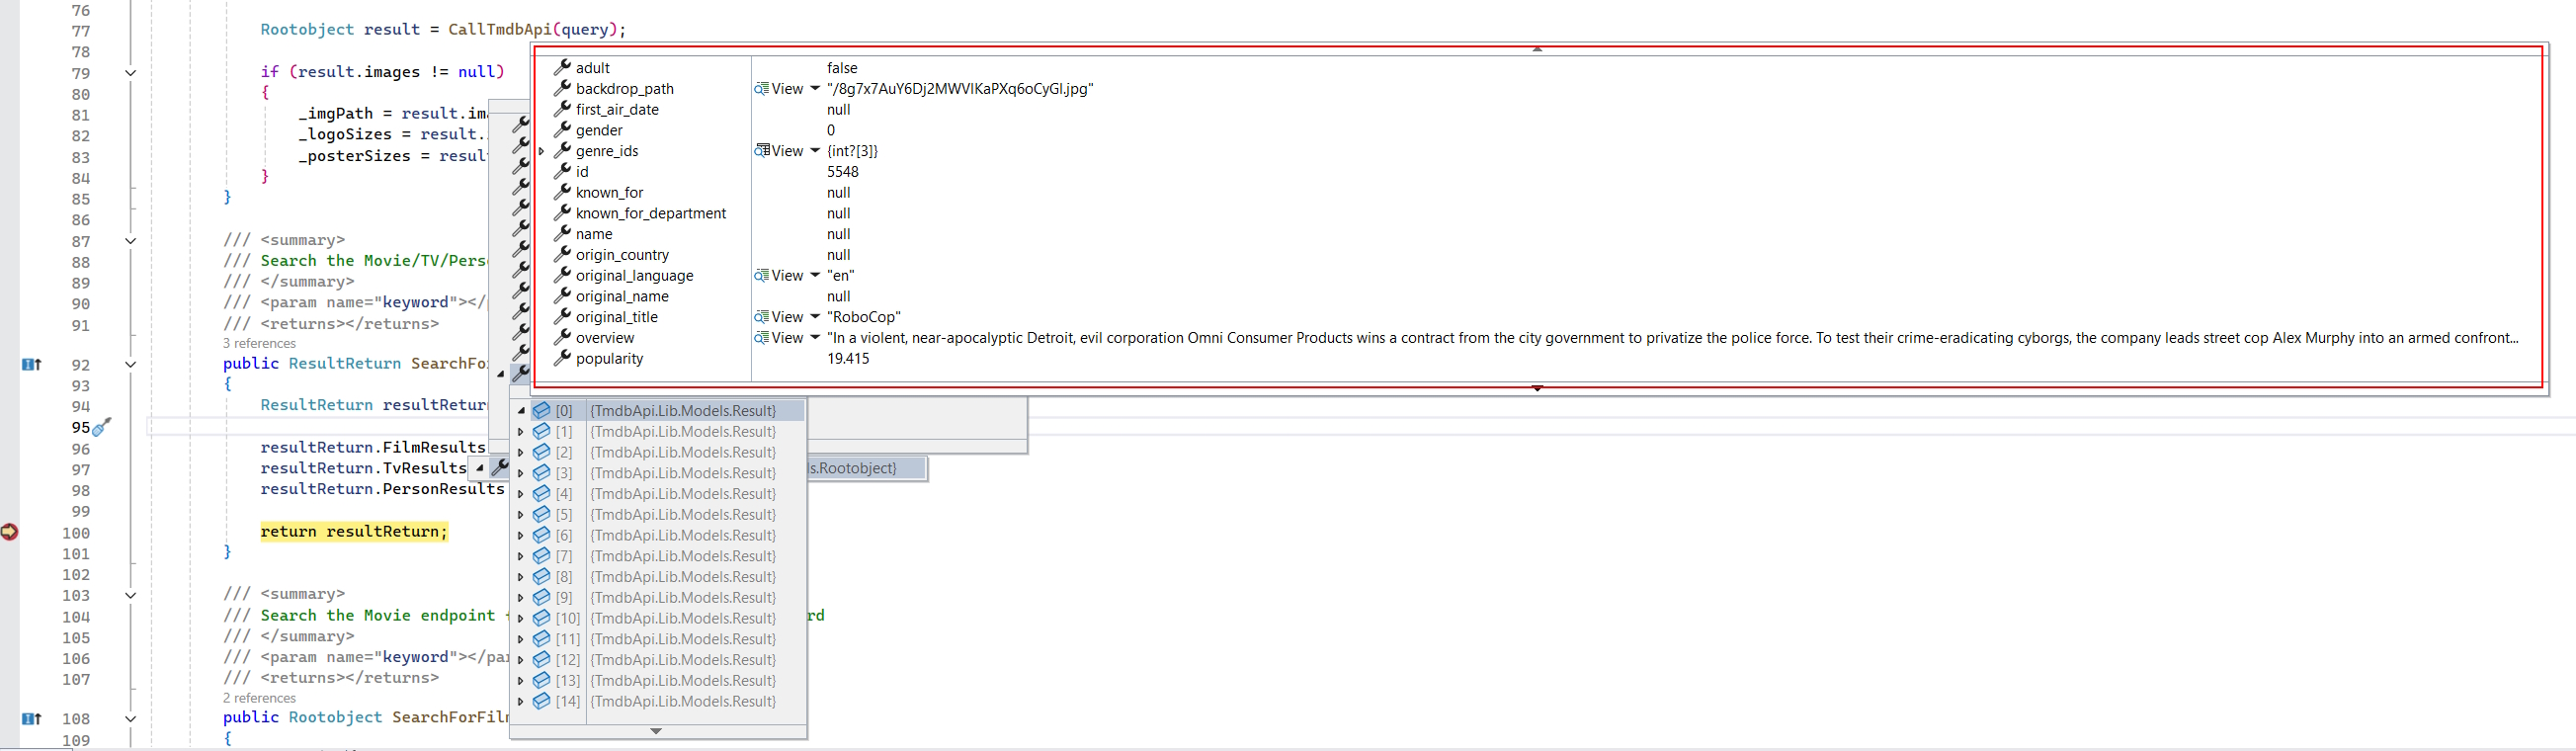 76
77 Rootobject result = CallTmdbApi(query);
78
79 if (result.images != null)
80 {
81 _imgPath = result.im
82 _logoSizes = result.
83 _posterSizes = resul
84 }
85 }
86
87 /// <summary>
88 /// Search the Movie/TV/Pers
89 /// </summary>
90 /// <param name="keyword"></
91 /// <returns></returns>
3 references
92 public ResultReturn SearchFo
93 {
94 ResultReturn resultRetur
95
96 resultReturn.FilmResults
97 resultReturn.TvResults
98 resultReturn.PersonResults
99
100 return resultReturn;
101 }
102
103 /// <summary>
104 /// Search the Movie endpoint rd
105 /// </summary>
106 /// <param name="keyword"></par
107 /// <returns></returns>
2 references
108 public Rootobject SearchForFil
109 {
adult false
backdrop_path View "/8g7x7AuY6Dj2MWVIKaPXq6oCyGl.jpg"
first_air_date null
gender 0
genre_ids View {int?[3]}
id 5548
known_for null
known_for_department null
name null
origin_country null
original_language View "en"
original_name null
original_title View "RoboCop"
overview View "In a violent, near-apocalyptic Detroit, evil corporation Omni Consumer Products wins a contract from the city government to privatize the police force. To test their crime-eradicating cyborgs, the company leads street cop Alex Murphy into an armed confront...
popularity 19.415
[0] {TmdbApi.Lib.Models.Result}
[1] {TmdbApi.Lib.Models.Result}
[2] {TmdbApi.Lib.Models.Result}
[3] {TmdbApi.Lib.Models.Result}
[4] {TmdbApi.Lib.Models.Result}
[5] {TmdbApi.Lib.Models.Result}
[6] {TmdbApi.Lib.Models.Result}
[7] {TmdbApi.Lib.Models.Result}
[8] {TmdbApi.Lib.Models.Result}
[9] {TmdbApi.Lib.Models.Result}
[10] {TmdbApi.Lib.Models.Result}
[11] {TmdbApi.Lib.Models.Result}
[12] {TmdbApi.Lib.Models.Result}
[13] {TmdbApi.Lib.Models.Result}
[14] {TmdbApi.Lib.Models.Result}
ls.Rootobject}